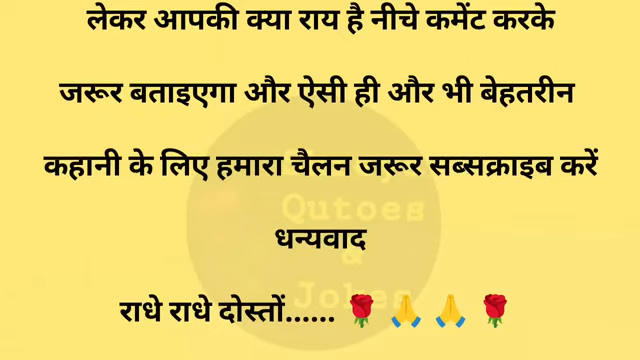 लेकर आपकी क्या राय है नीचे कमेंट करके
जरूर बताइएगा और ऐसी ही और भी बेहतरीन
कहानी के लिए हमारा चैलन जरूर सब्सक्राइब करें
Qutoes
धन्यवाद
&
राधे राधे दोस्तों...... 🌹🙏🙏🌹